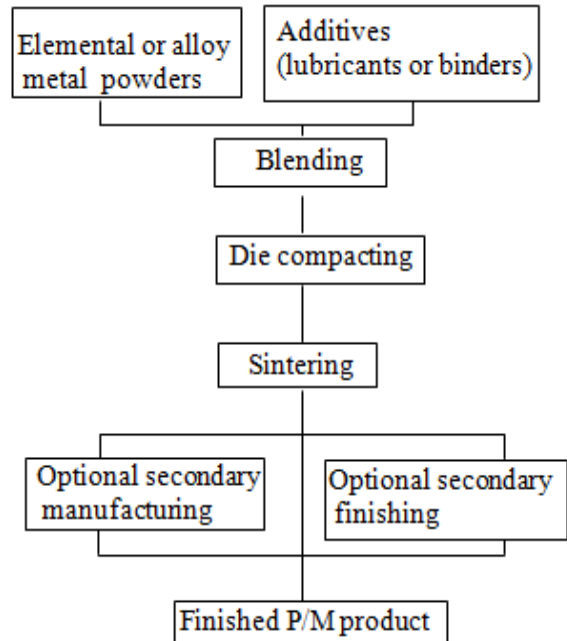 Elemental or alloy
metal powders
Additives
(lubricants or binders)
Blending
Die compacting
Sintering
Optional secondary
manufacturing
Optional secondary
finishing
Finished P/M product